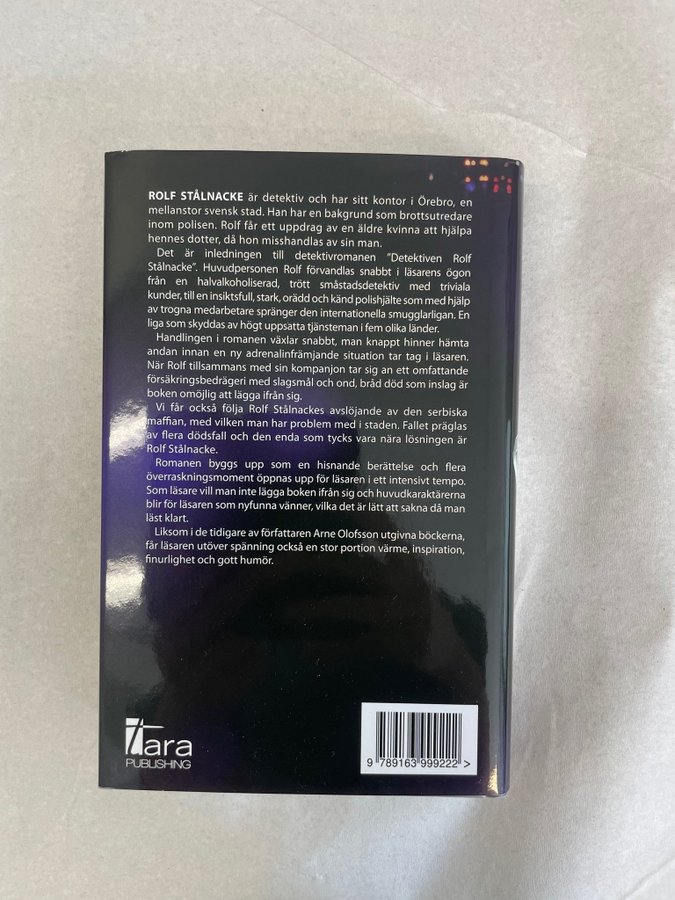 ROLF STÅLNACKE är detektiv och har sitt kontor i Örebro, en
mellanstor svensk stad. Han har en bakgrund som brottsutredare
inom polisen. Rolf får ett uppdrag av en äldre kvinna att hjälpa
hennes dotter, då hon misshandlas av sin man.
Det är inledningen till detektivromanen ”Detektiven Rolf
Stålnacke”. Huvudpersonen Rolf förvandlas snabbt i läsarens ögon
från en halvalkoholiserad, trött småstadsdetektiv med triviala
kunder, till en insiktsfull, stark, orädd och känd polishjälte som med hjälp
av trogna medarbetare spränger den internationella smugglarligan. En
liga som skyddas av högt uppsatta tjänsteman i fem olika länder.
Handlingen i romanen växlar snabbt, man knappt hinner hämta
andan innan en ny adrenalinfrämjande situation tar tag i läsaren.
När Rolf tillsammans med sin kompanjon tar sig an ett omfattande
försäkringsbedrägeri med slagsmål och ond, bråd död som inslag är
boken omöjlig att lägga ifrån sig.
Vi får också följa Rolf Stålnackes avslöjande av den serbiska
maffian, med vilken man har problem med i staden. Fallet präglas
av flera dödsfall och den enda som tycks vara nära lösningen är
Rolf Stålnacke.
Romanen byggs upp som en hisnande berättelse och flera
överraskningsmoment öppnas upp för läsaren i ett intensivt tempo.
Som läsare vill man inte lägga boken ifrån sig och huvudkaraktärerna
blir för läsaren som nyfunna vänner, vilka det är lätt att sakna då man
läst klart.
Liksom i de tidigare av författaren Arne Olofsson utgivna böckerna,
får läsaren utöver spänning också en stor portion värme, inspiration,
finurlighet och gott humör.
itara
PUBLISHING
9 789163 999222 >